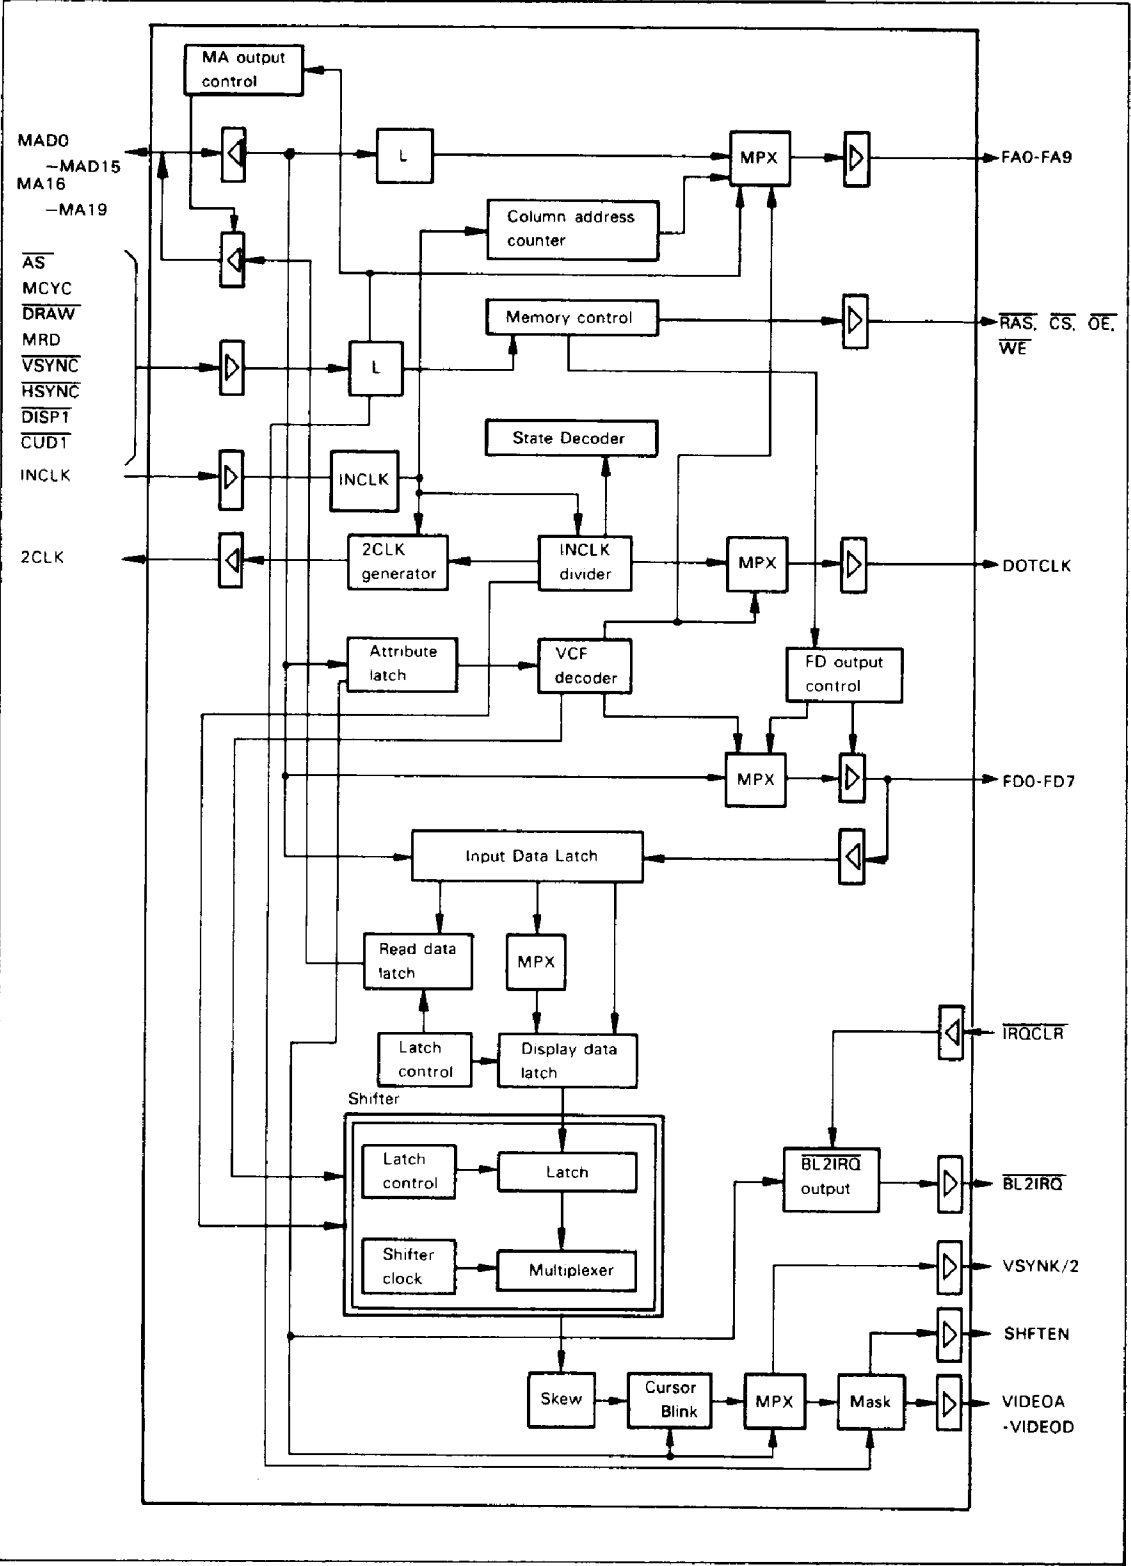 MA output
control
MAD0
-MAD15
MA16
-MA19
L
MPX
FA0-FA9
Column address
counter
AS
MCYC
DRAW
MRD
VSYNC
HSYNC
DISP1
CUD1
Memory control
RAS, CS, OE,
WE
L
State Decoder
INCLK
INCLK
2CLK
2CLK
generator
INCLK
divider
MPX
DOTCLK
Attribute
latch
VCF
decoder
FD output
control
MPX
FD0-FD7
Input Data Latch
Read data
latch
MPX
Latch
control
Display data
latch
IRQCLR
Shifter
Latch
control
Latch
BL2IRQ
output
BL2IRQ
Shifter
clock
Multiplexer
VSYNK/2
SHFTEN
Skew
Cursor
Blink
MPX
Mask
VIDEOA
-VIDEOD